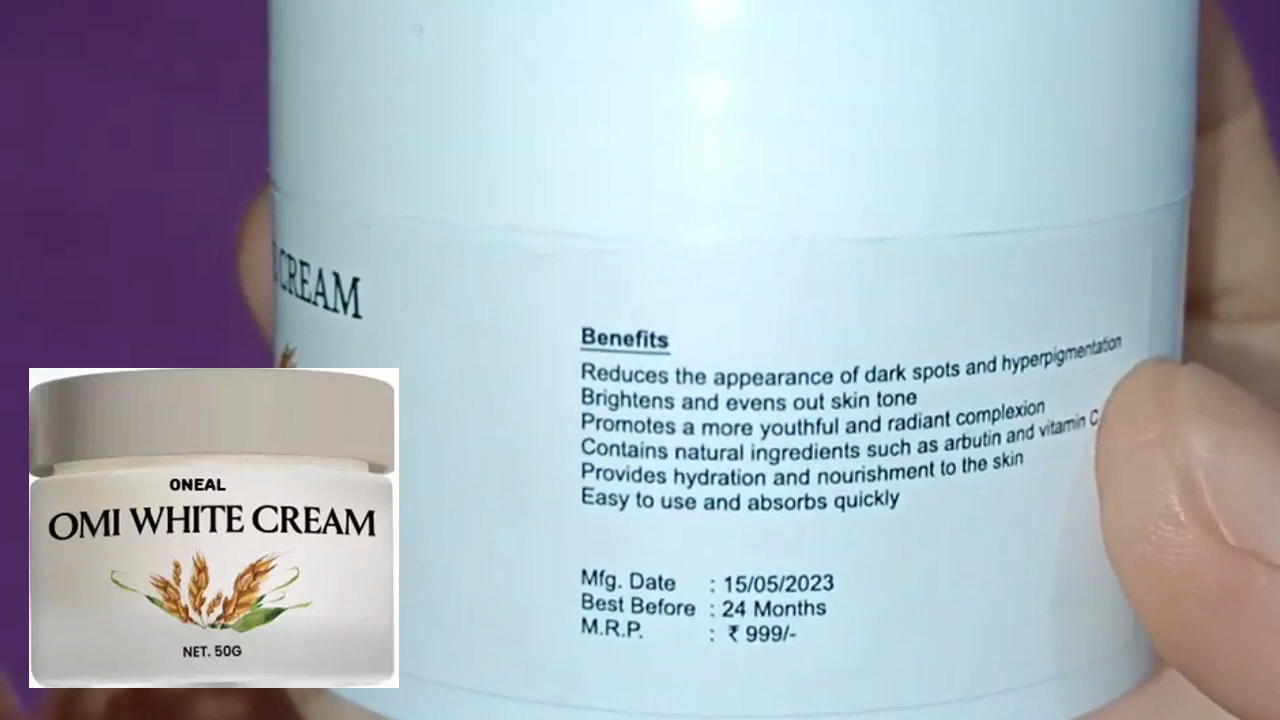 CREAM
Benefits
Reduces the appearance of dark spots and hyperpigmentation
Brightens and evens out skin tone
Promotes a more youthful and radiant complexion
Contains natural ingredients such as arbutin and vitamin C
Provides hydration and nourishment to the skin
Easy to use and absorbs quickly
Mfg. Date : 15/05/2023
Best Before : 24 Months
M.R.P. : ₹ 999/-
ONEAL
OMI WHITE CREAM
NET. 50G